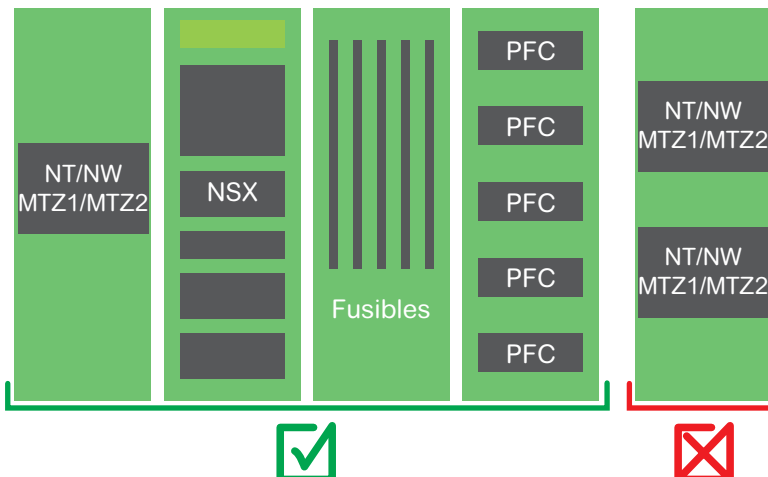 NT/NW
MTZ1/MTZ2
NSX
Fusibles
PFC
PFC
PFC
PFC
PFC
NT/NW
MTZ1/MTZ2
NT/NW
MTZ1/MTZ2